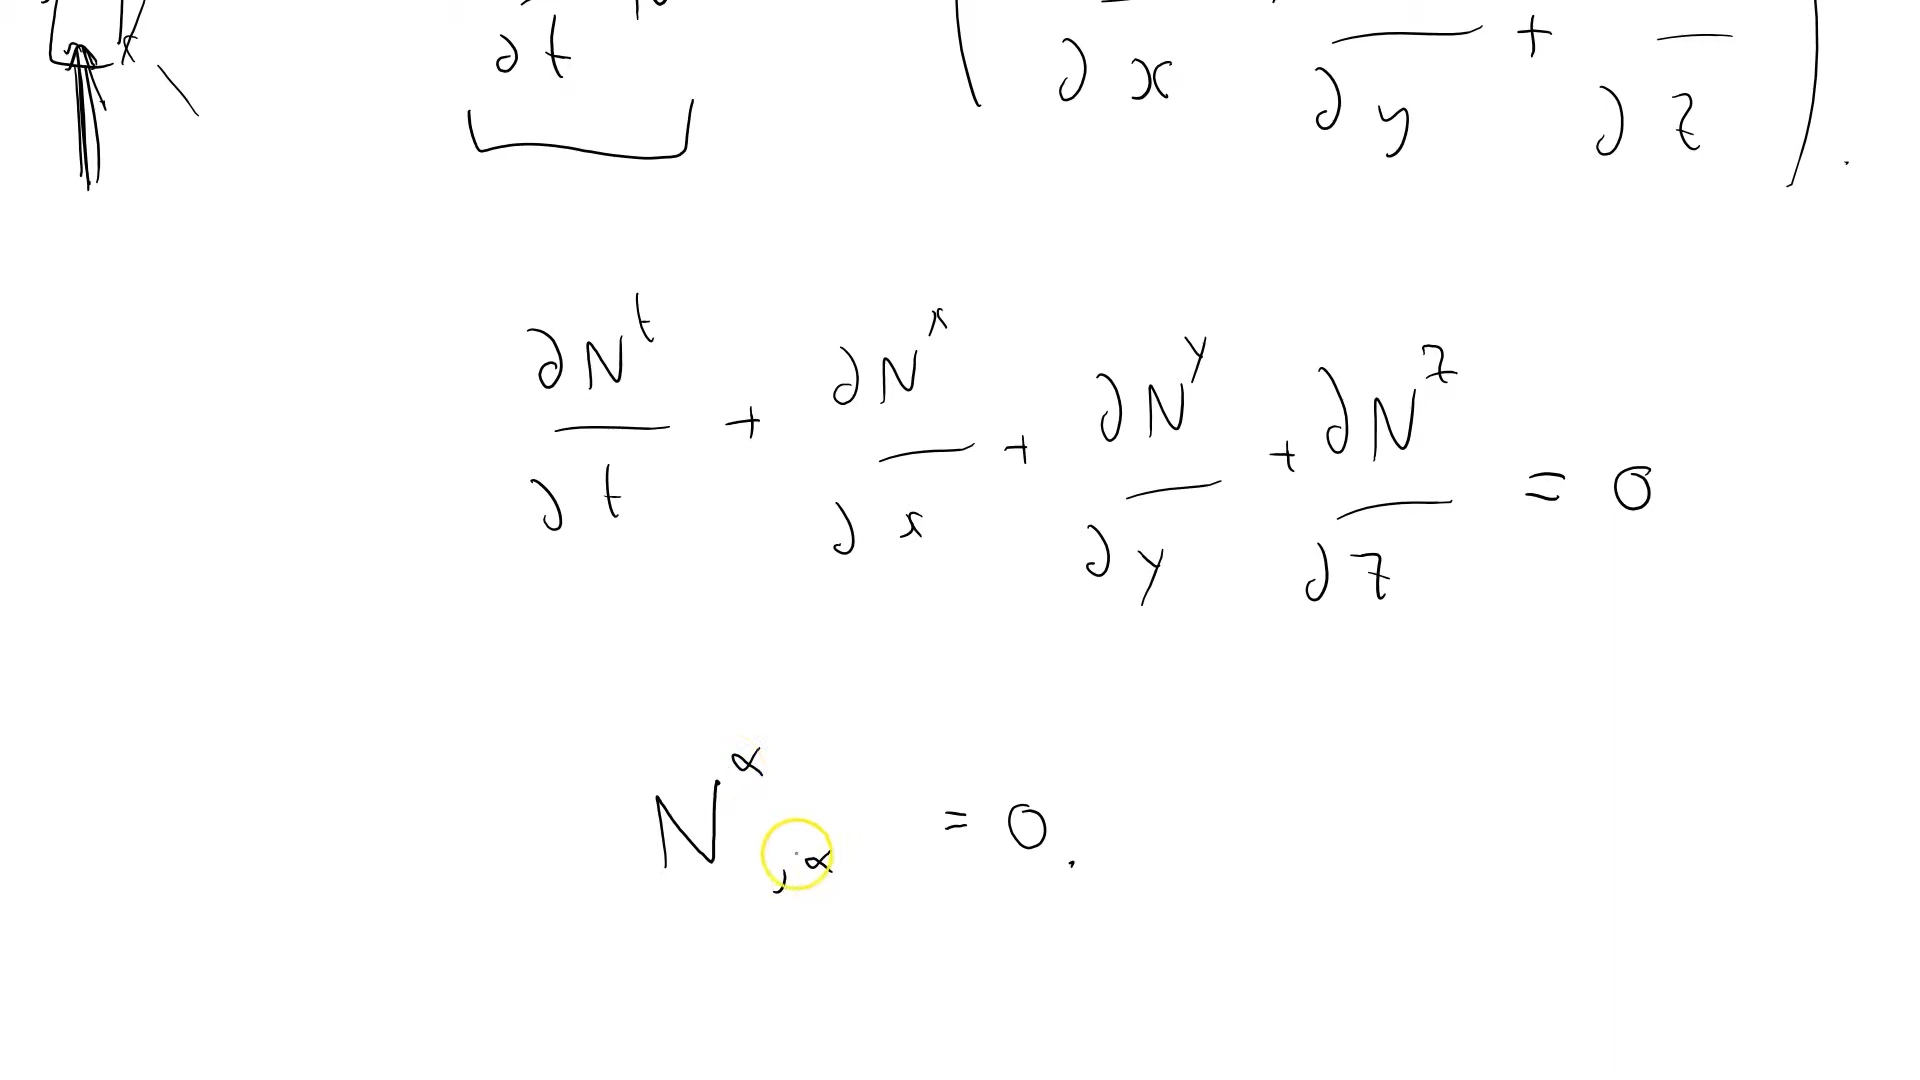 ∂t ( ∂x ∂y + ∂z ) .
∂N^t/∂t + ∂N^x/∂x + ∂N^y/∂y + ∂N^z/∂z = 0
N^α_{,α} = 0.